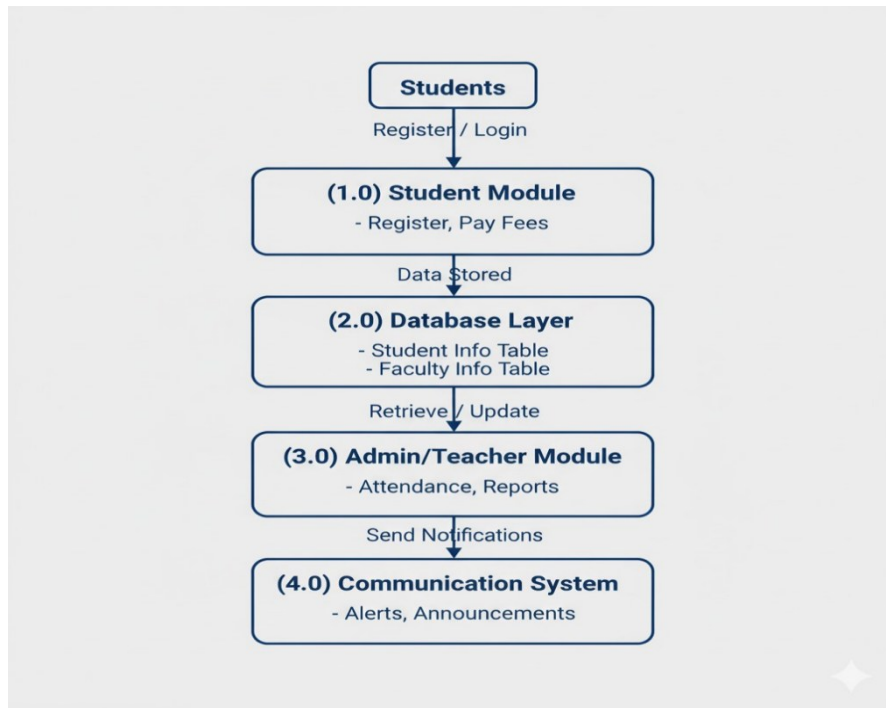 Students
Register / Login
(1.0) Student Module
- Register, Pay Fees
Data Stored
(2.0) Database Layer
- Student Info Table
- Faculty Info Table
Retrieve / Update
(3.0) Admin/Teacher Module
- Attendance, Reports
Send Notifications
(4.0) Communication System
- Alerts, Announcements